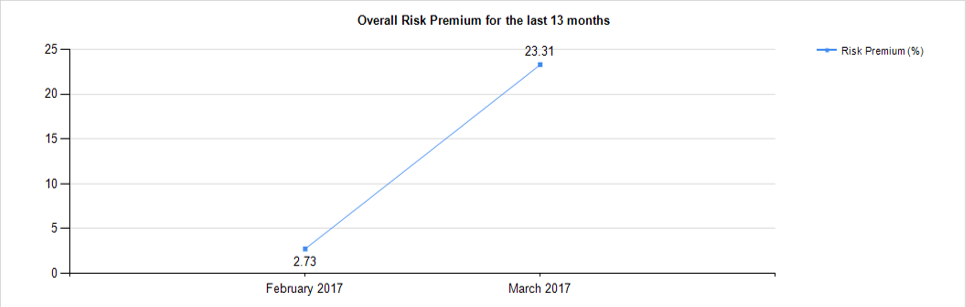 Overall Risk Premium for the last 13 months
25
20
15
10
5
0
23.31
2.73
February 2017
March 2017
Risk Premium (%)